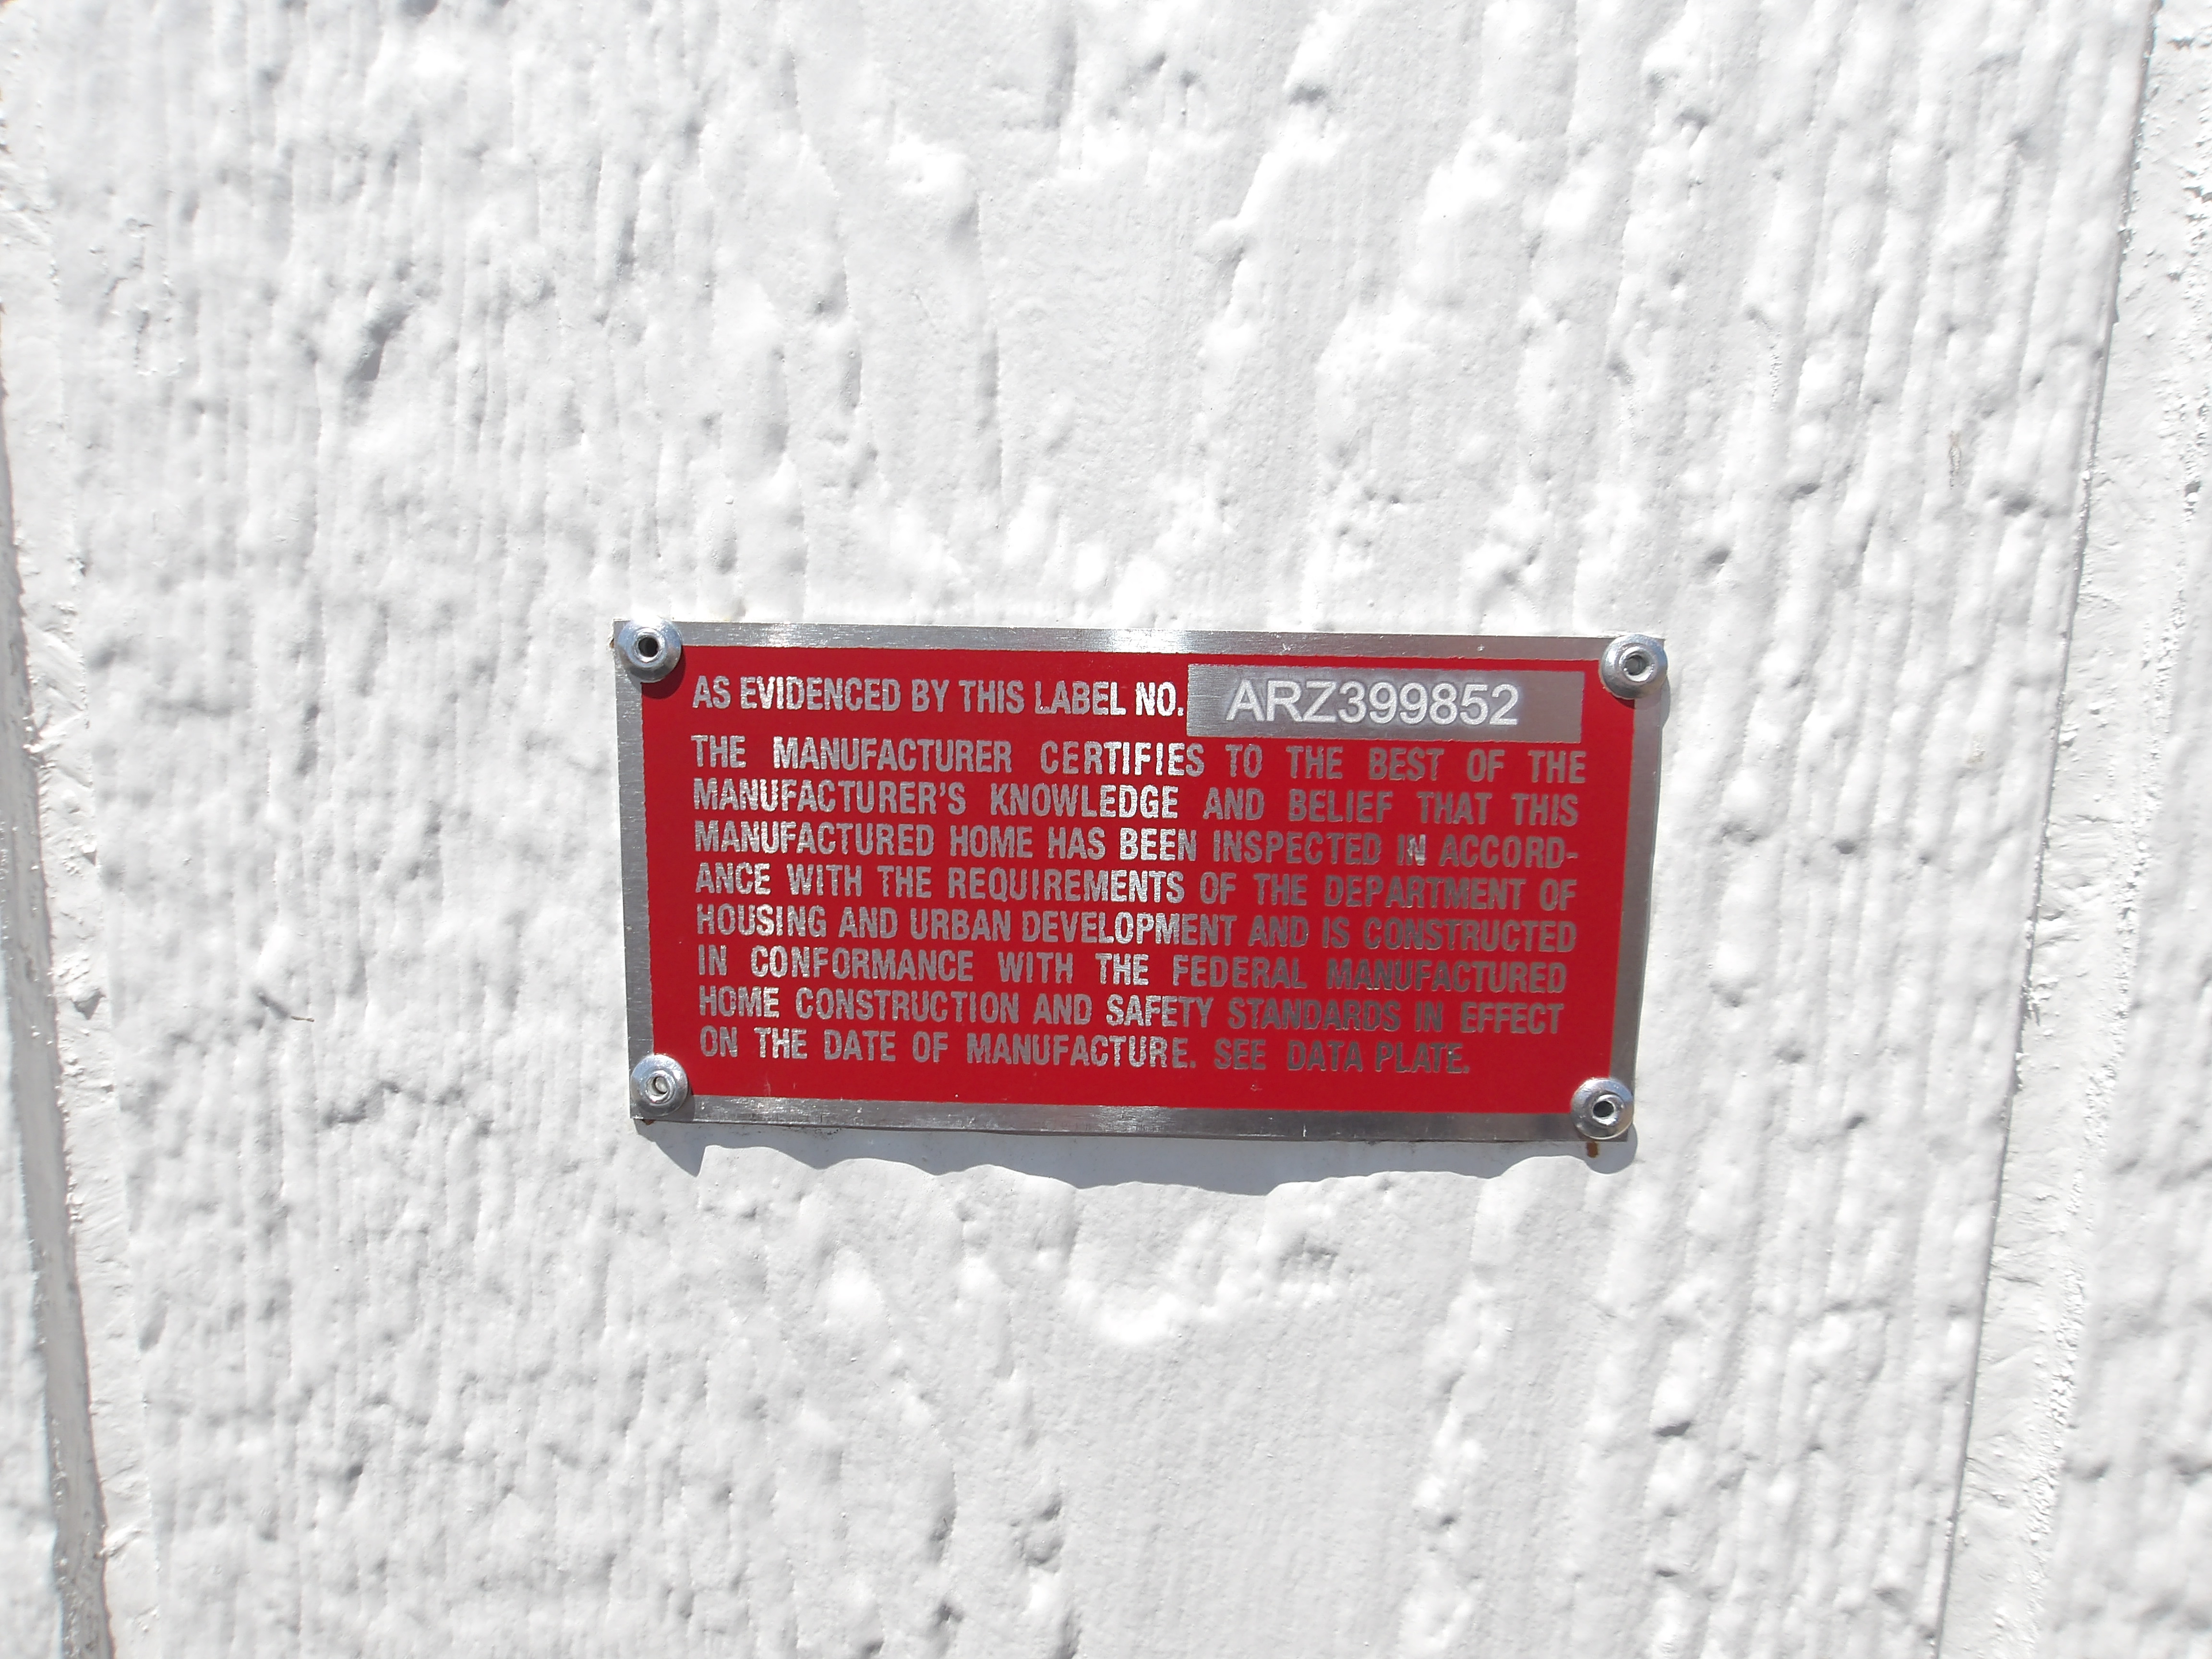 AS EVIDENCED BY THIS LABEL NO. ARZ399852
THE MANUFACTURER CERTIFIES TO THE BEST OF THE
MANUFACTURER'S KNOWLEDGE AND BELIEF THAT THIS
MANUFACTURED HOME HAS BEEN INSPECTED IN ACCORD-
ANCE WITH THE REQUIREMENTS OF THE DEPARTMENT OF
HOUSING AND URBAN DEVELOPMENT AND IS CONSTRUCTED
IN CONFORMANCE WITH THE FEDERAL MANUFACTURED
HOME CONSTRUCTION AND SAFETY STANDARDS IN EFFECT
ON THE DATE OF MANUFACTURE. SEE DATA PLATE.